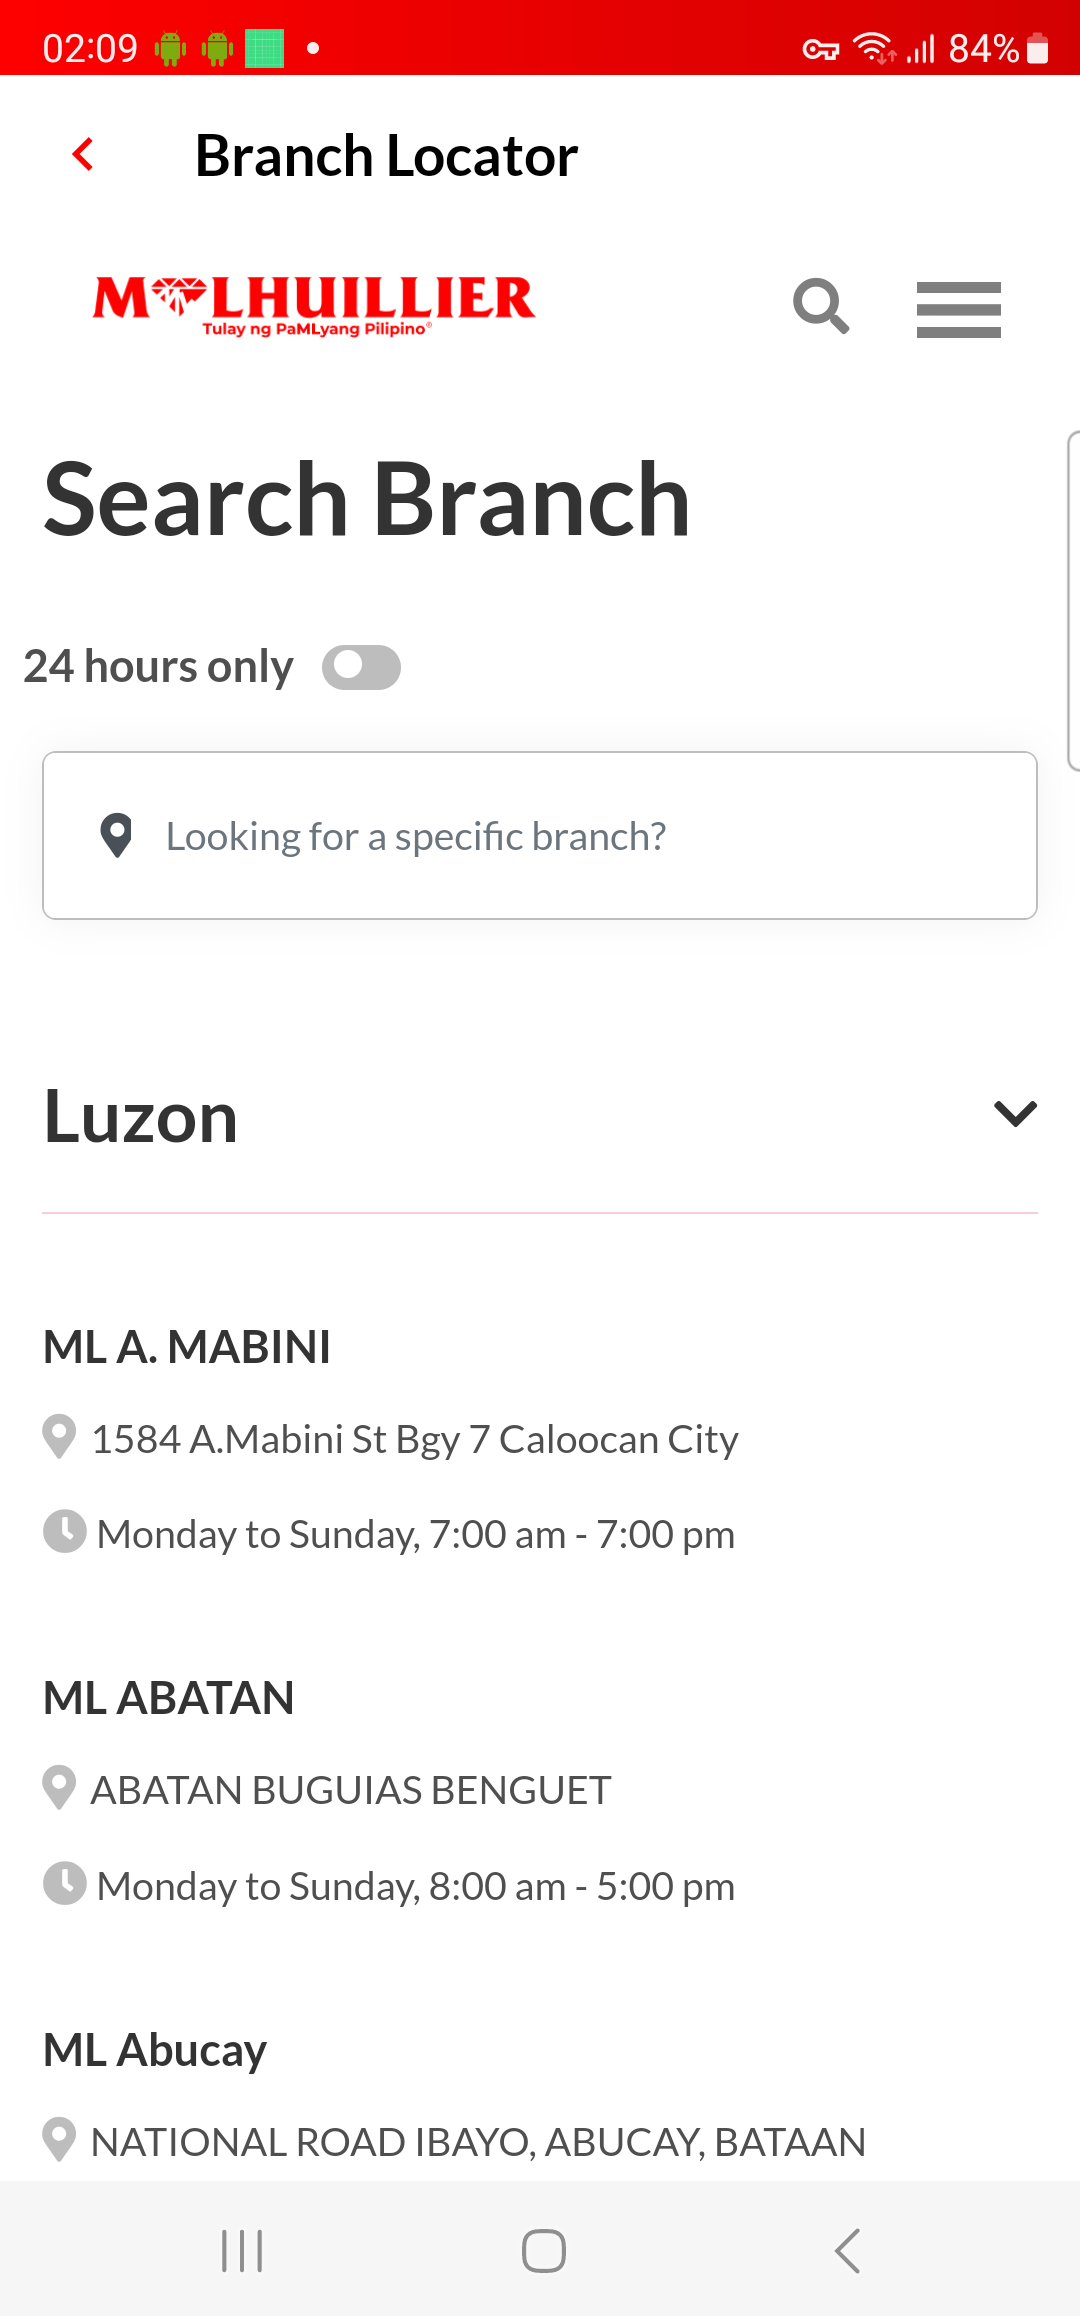 02:09
84%
Branch Locator
M LHUILLIER
Tulay ng PaMLyang Pilipino®
Search Branch
24 hours only
Looking for a specific branch?
Luzon
ML A. MABINI
1584 A.Mabini St Bgy 7 Caloocan City
Monday to Sunday, 7:00 am - 7:00 pm
ML ABATAN
ABATAN BUGUIAS BENGUET
Monday to Sunday, 8:00 am - 5:00 pm
ML Abucay
NATIONAL ROAD IBAYO, ABUCAY, BATAAN